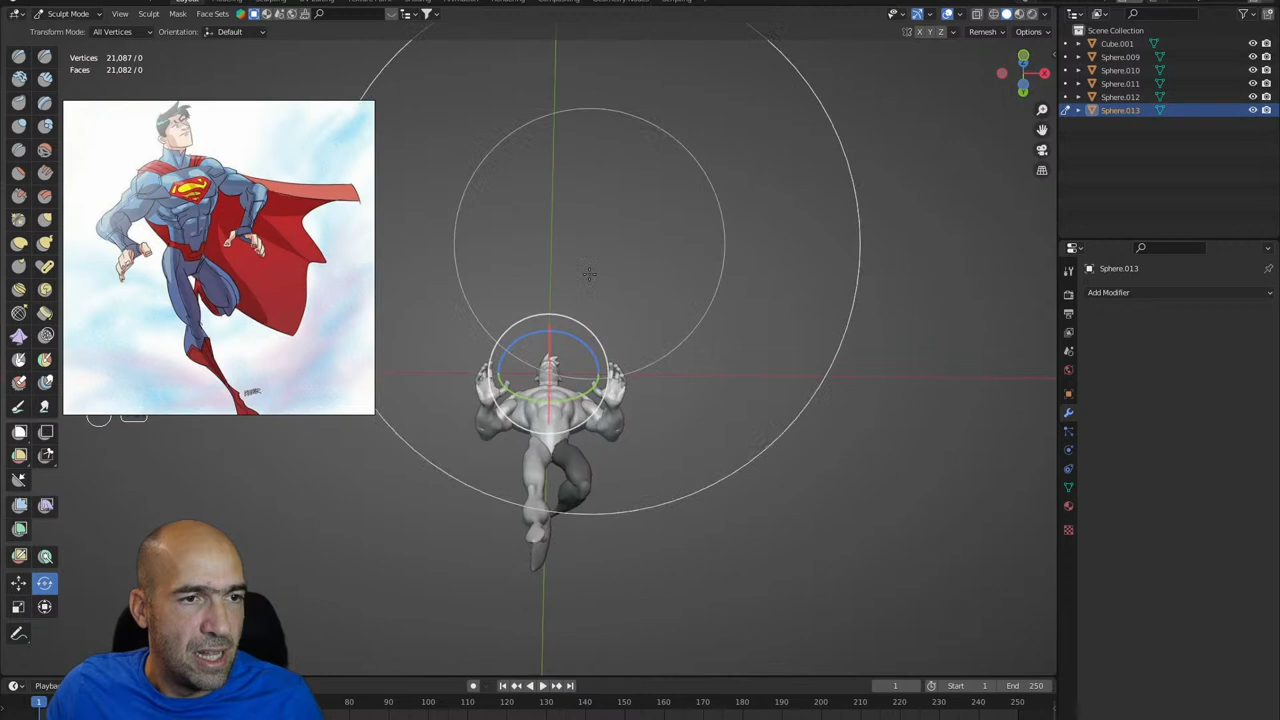 Layout
Sculpt Mode View Sculpt Mask Face Sets
Transform Mode: All Vertices Orientation: Default
X Y Z Remesh Options
Vertices 21,087 / 0
Faces 21,082 / 0
Scene Collection
Cube.001
Sphere.009
Sphere.010
Sphere.011
Sphere.012
Sphere.013
Sphere.013
Add Modifier
S
X
Y
Z
Playba
1 Start 1 End 250
1 80 90 100 110 120 130 140 150 160 170 180 190 200 210 220 230 240 250